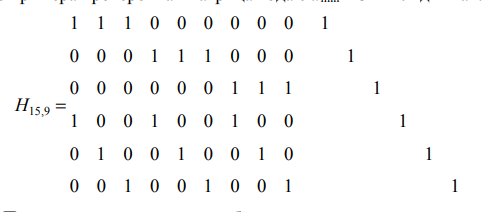 1 1 1 0 0 0 0 0 0 1
0 0 0 1 1 1 0 0 0 1
0 0 0 0 0 0 1 1 1 1
H15,9 =
1 0 0 1 0 0 1 0 0 1
0 1 0 0 1 0 0 1 0 1
0 0 1 0 0 1 0 0 1 1